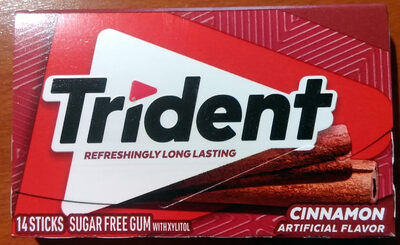 Trident
REFRESHINGLY LONG LASTING
CINNAMON
14 STICKS SUGAR FREE GUM WITH XYLITOL
ARTIFICIAL FLAVOR